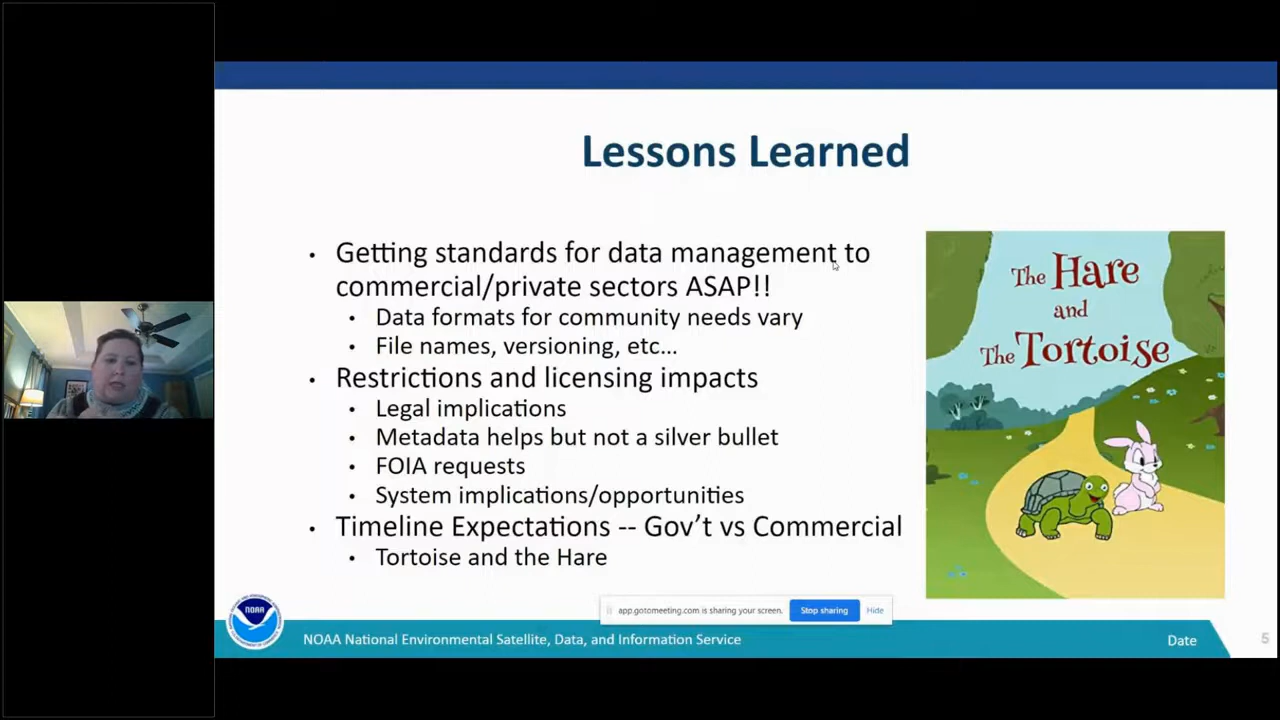 Lessons Learned
• Getting standards for data management to
commercial/private sectors ASAP!!
• Data formats for community needs vary
• File names, versioning, etc...
• Restrictions and licensing impacts
• Legal implications
• Metadata helps but not a silver bullet
• FOIA requests
• System implications/opportunities
• Timeline Expectations -- Gov't vs Commercial
• Tortoise and the Hare
The Hare
and
The Tortoise
app.gotomeeting.com is sharing your screen. Stop sharing Hide
NOAA
NOAA National Environmental Satellite, Data, and Information Service
Date 5